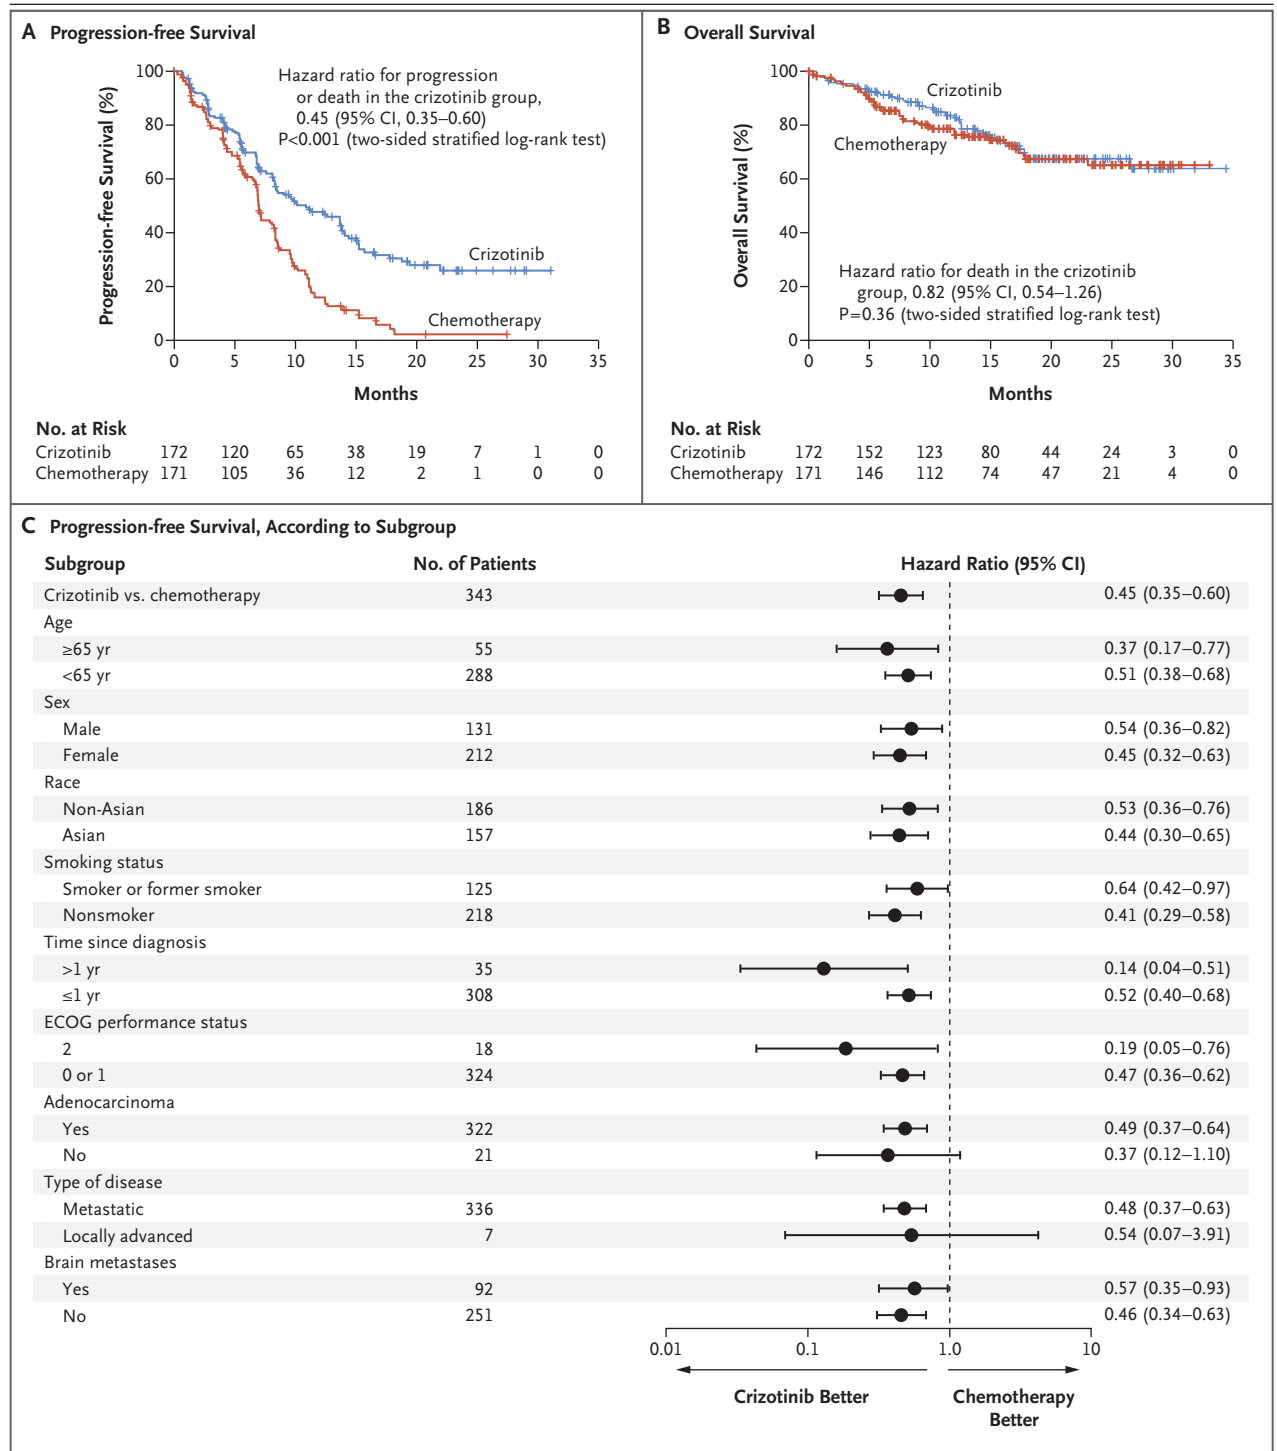 A Progression-free Survival
Progression-free Survival (%)
100
80
60
40
20
0
Hazard ratio for progression
or death in the crizotinib group,
0.45 (95% CI, 0.35–0.60)
P<0.001 (two-sided stratified log-rank test)
Crizotinib
Chemotherapy
0 5 10 15 20 25 30 35
Months
No. at Risk
Crizotinib 172 120 65 38 19 7 1 0
Chemotherapy 171 105 36 12 2 1 0 0
B Overall Survival
Overall Survival (%)
100
80
60
40
20
0
Crizotinib
Chemotherapy
Hazard ratio for death in the crizotinib
group, 0.82 (95% CI, 0.54–1.26)
P=0.36 (two-sided stratified log-rank test)
0 5 10 15 20 25 30 35
Months
No. at Risk
Crizotinib 172 152 123 80 44 24 3 0
Chemotherapy 171 146 112 74 47 21 4 0
C Progression-free Survival, According to Subgroup
Subgroup No. of Patients Hazard Ratio (95% CI)
Crizotinib vs. chemotherapy 343 0.45 (0.35–0.60)
Age
≥65 yr 55 0.37 (0.17–0.77)
<65 yr 288 0.51 (0.38–0.68)
Sex
Male 131 0.54 (0.36–0.82)
Female 212 0.45 (0.32–0.63)
Race
Non-Asian 186 0.53 (0.36–0.76)
Asian 157 0.44 (0.30–0.65)
Smoking status
Smoker or former smoker 125 0.64 (0.42–0.97)
Nonsmoker 218 0.41 (0.29–0.58)
Time since diagnosis
>1 yr 35 0.14 (0.04–0.51)
≤1 yr 308 0.52 (0.40–0.68)
ECOG performance status
2 18 0.19 (0.05–0.76)
0 or 1 324 0.47 (0.36–0.62)
Adenocarcinoma
Yes 322 0.49 (0.37–0.64)
No 21 0.37 (0.12–1.10)
Type of disease
Metastatic 336 0.48 (0.37–0.63)
Locally advanced 7 0.54 (0.07–3.91)
Brain metastases
Yes 92 0.57 (0.35–0.93)
No 251 0.46 (0.34–0.63)
0.01 0.1 1.0 10
Crizotinib Better Chemotherapy
Better